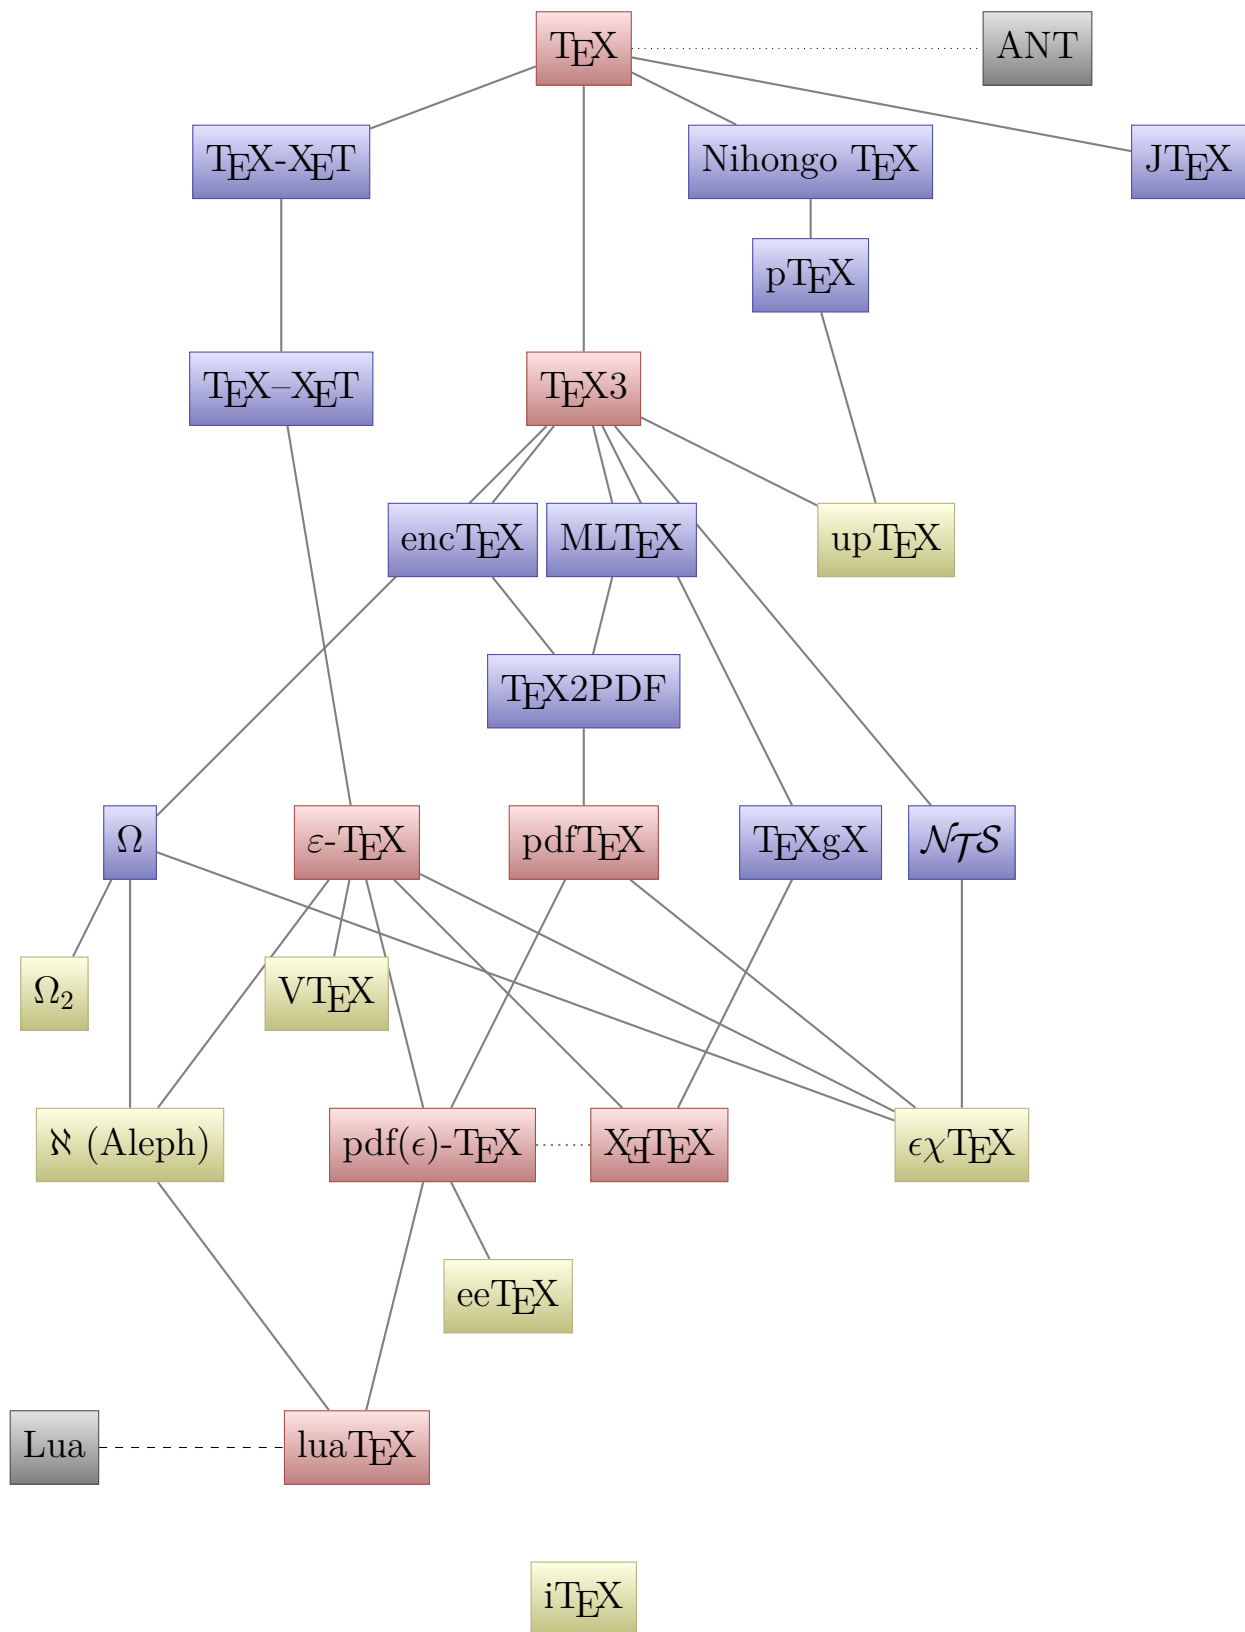 TEX
ANT
TEX-XET
Nihongo TEX
JTEX
pTEX
TEX–XET
TEX3
encTEX
MLTEX
upTEX
TEX2PDF
Ω
ε-TEX
pdfTEX
TEXgX
NTS
Ω₂
VTEX
ℵ (Aleph)
pdf(ϵ)-TEX
XƎTEX
ϵχTEX
eeTEX
Lua
luaTEX
iTEX